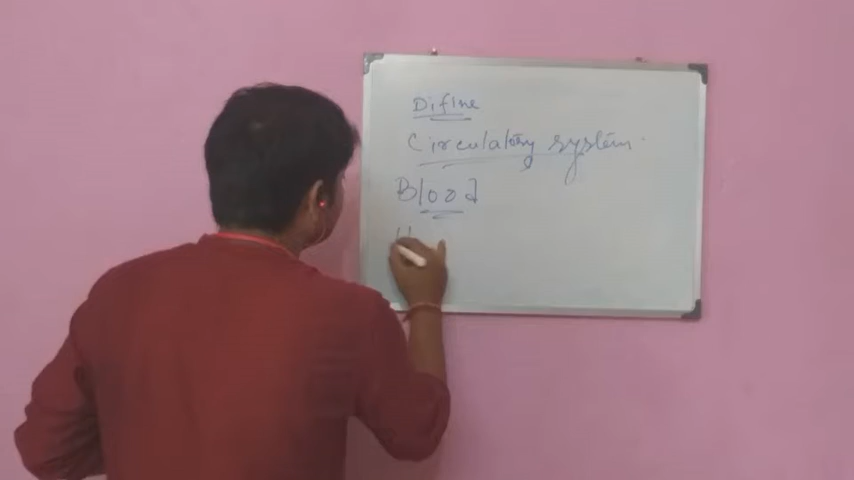 Difine
Circulatory system.
Blood